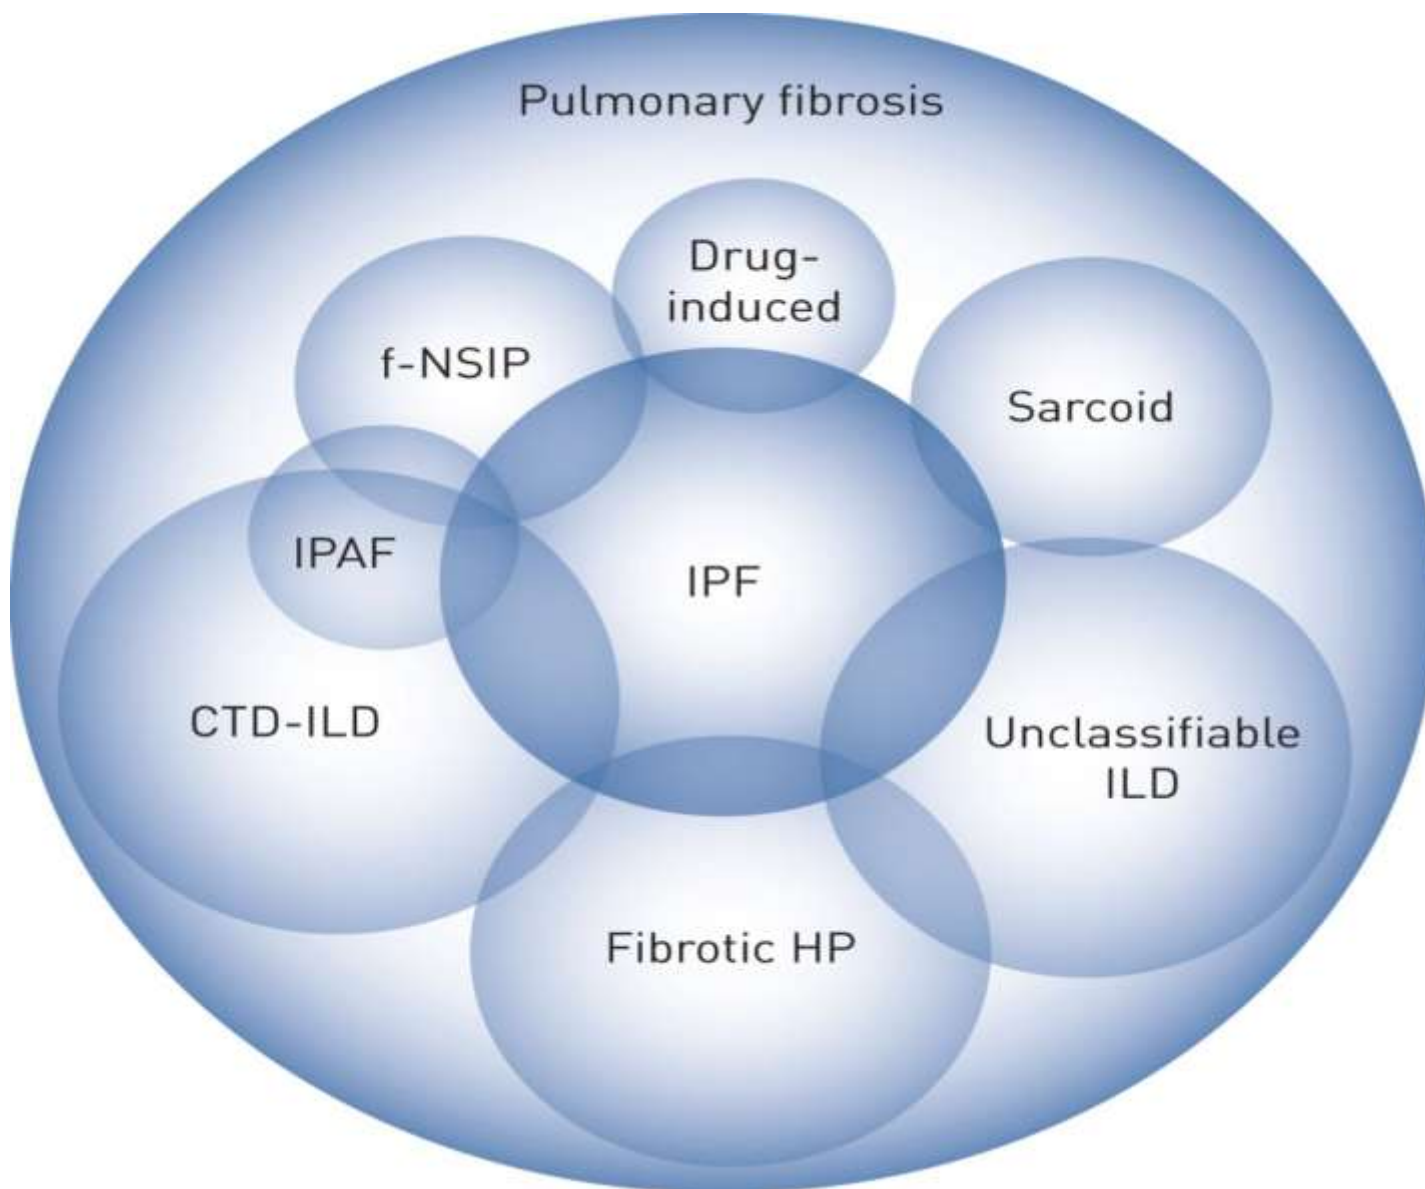 Pulmonary fibrosis
Drug-
induced
f-NSIP
Sarcoid
IPAF
IPF
CTD-ILD
Unclassifiable
ILD
Fibrotic HP